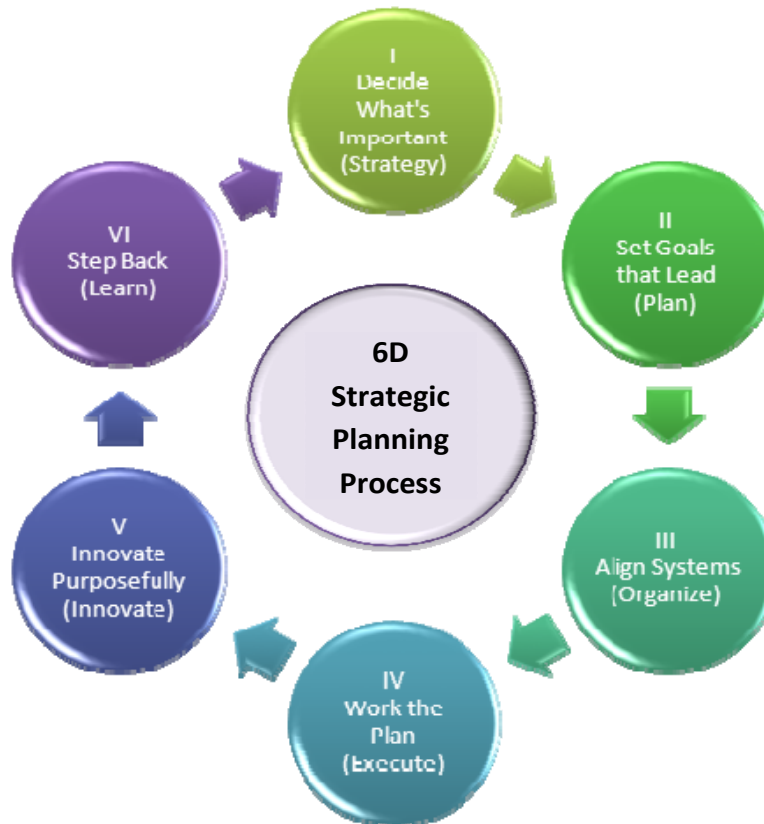 I
Decide
What's
Important
(Strategy)
II
Set Goals
that Lead
(Plan)
III
Align Systems
(Organize)
IV
Work the
Plan
(Execute)
V
Innovate
Purposefully
(Innovate)
VI
Step Back
(Learn)
6D
Strategic
Planning
Process